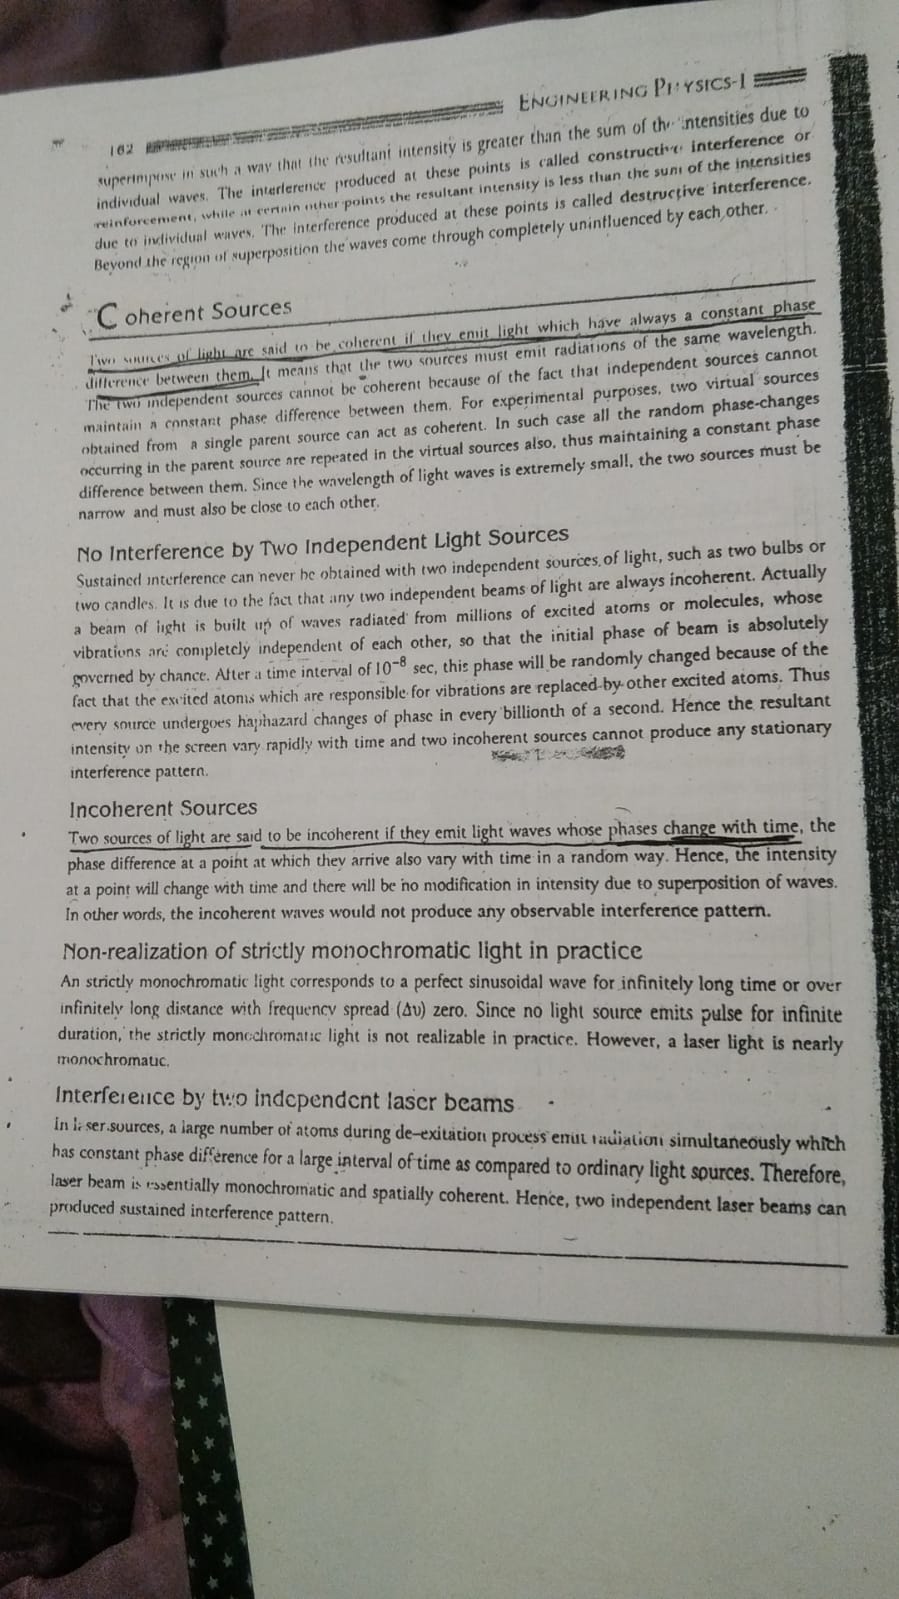 162 ENGINEERING PHYSICS-I
superimpose in such a way that the resultant intensity is greater than the sum of the intensities due to
individual waves. The interference produced at these points is called constructive interference or
reinforcement, while at certain other points the resultant intensity is less than the sum of the intensities
due to individual waves. The interference produced at these points is called destructive interference.
Beyond the region of superposition the waves come through completely uninfluenced by each other.
Coherent Sources
Two sources of light are said to be coherent if they emit light which have always a constant phase
difference between them. It means that the two sources must emit radiations of the same wavelength.
The two independent sources cannot be coherent because of the fact that independent sources cannot
maintain a constant phase difference between them. For experimental purposes, two virtual sources
obtained from a single parent source can act as coherent. In such case all the random phase-changes
occurring in the parent source are repeated in the virtual sources also, thus maintaining a constant phase
difference between them. Since the wavelength of light waves is extremely small, the two sources must be
narrow and must also be close to each other.
No Interference by Two Independent Light Sources
Sustained interference can never be obtained with two independent sources of light, such as two bulbs or
two candles. It is due to the fact that any two independent beams of light are always incoherent. Actually
a beam of light is built up of waves radiated from millions of excited atoms or molecules, whose
vibrations are completely independent of each other, so that the initial phase of beam is absolutely
governed by chance. After a time interval of 10⁻⁸ sec, this phase will be randomly changed because of the
fact that the excited atoms which are responsible for vibrations are replaced by other excited atoms. Thus
every source undergoes haphazard changes of phase in every billionth of a second. Hence the resultant
intensity on the screen vary rapidly with time and two incoherent sources cannot produce any stationary
interference pattern.
Incoherent Sources
Two sources of light are said to be incoherent if they emit light waves whose phases change with time, the
phase difference at a point at which they arrive also vary with time in a random way. Hence, the intensity
at a point will change with time and there will be no modification in intensity due to superposition of waves.
In other words, the incoherent waves would not produce any observable interference pattern.
Non-realization of strictly monochromatic light in practice
An strictly monochromatic light corresponds to a perfect sinusoidal wave for infinitely long time or over
infinitely long distance with frequency spread (Δυ) zero. Since no light source emits pulse for infinite
duration, the strictly monochromatic light is not realizable in practice. However, a laser light is nearly
monochromatic.
Interference by two independent laser beams
In laser sources, a large number of atoms during de-exitation process emit radiation simultaneously which
has constant phase difference for a large interval of time as compared to ordinary light sources. Therefore,
laser beam is essentially monochromatic and spatially coherent. Hence, two independent laser beams can
produced sustained interference pattern.